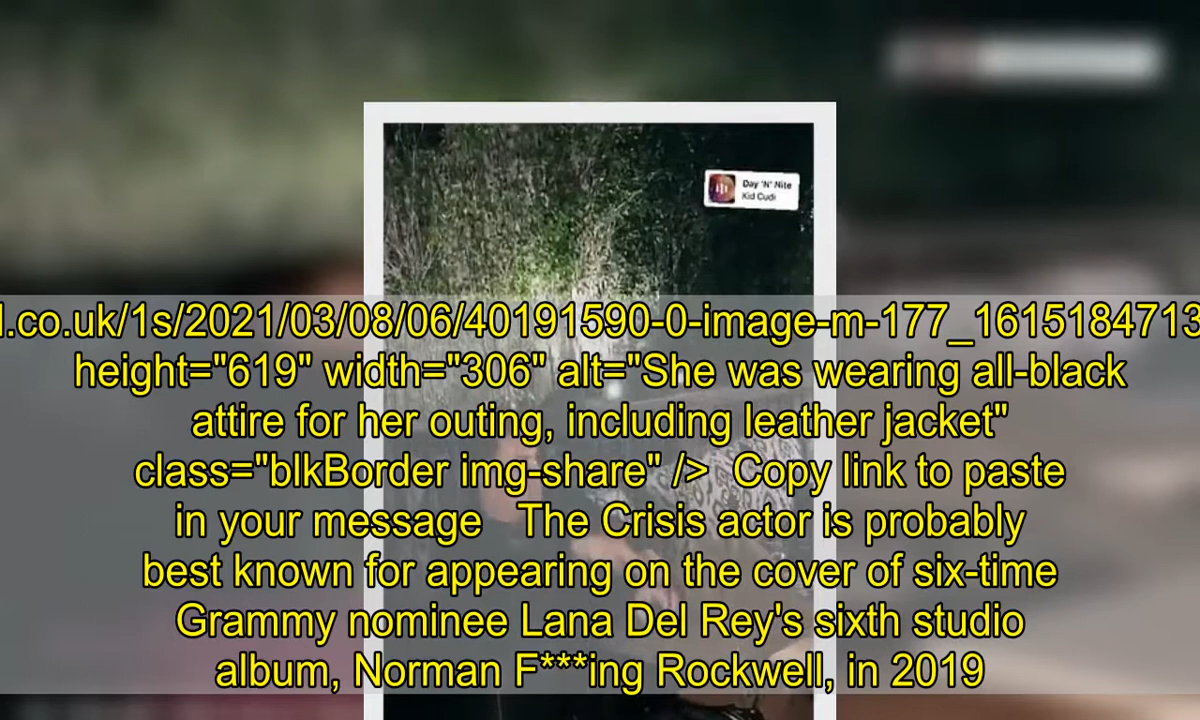 Day 'N' Nite
Kid Cudi
l.co.uk/1s/2021/03/08/06/40191590-0-image-m-177_1615184713
height="619" width="306" alt="She was wearing all-black
attire for her outing, including leather jacket"
class="blkBorder img-share" /> Copy link to paste
in your message The Crisis actor is probably
best known for appearing on the cover of six-time
Grammy nominee Lana Del Rey's sixth studio
album, Norman F***ing Rockwell, in 2019